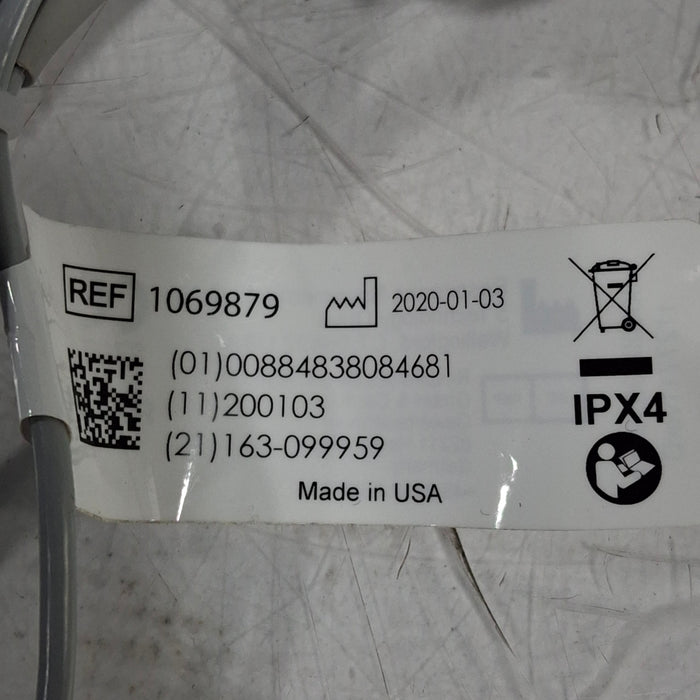 REF 1069879 2020-01-03
(01)00884838084681
(11)200103
(21)163-099959
Made in USA
IPX4